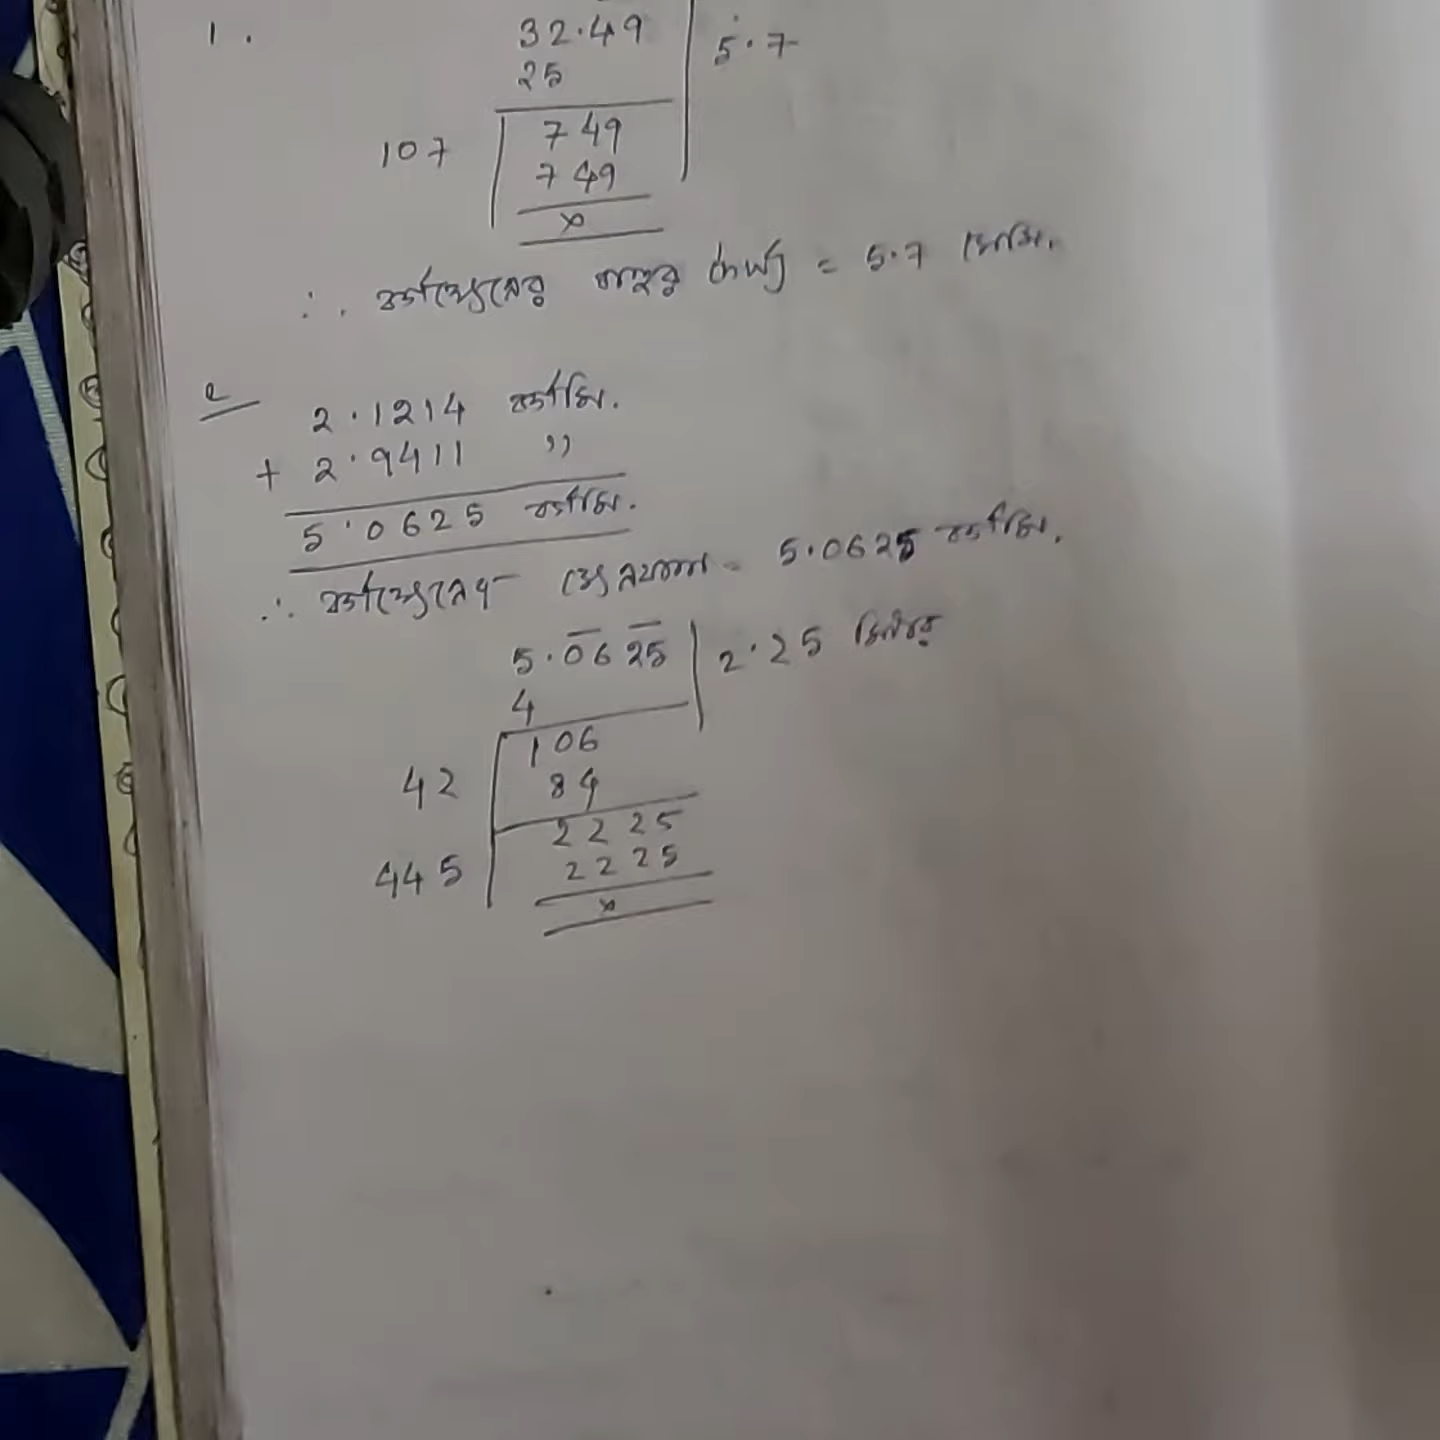 1.
32.49 | 5.7
25
107 | 749
749
×
∴ বর্গক্ষেত্রের বাহুর দৈর্ঘ্য = 5.7 সেমি.
2
2.1214 বর্গমি.
+ 2.9411 ,,
5.0625 বর্গমি.
∴ বর্গক্ষেত্রের ক্ষেত্রফল = 5.0625 বর্গমি.
5.0625 | 2.25 মিটার
4
42 | 106
84
445 | 2225
2225
×